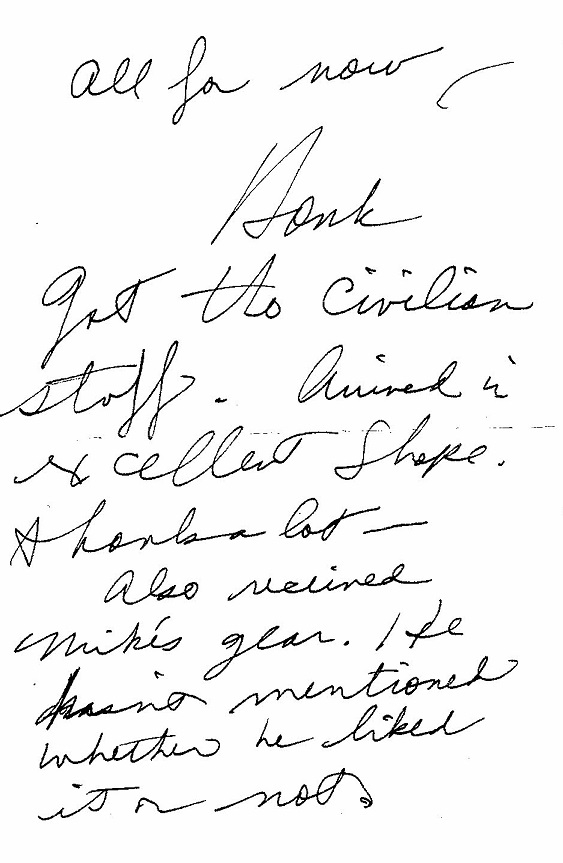 All for now
Hank
Got the civilian
stuff. Arrived in
excellent shape.
thanks a lot —
Also received
Mike's gear. He
hasn't mentioned
whether he liked
it or not.